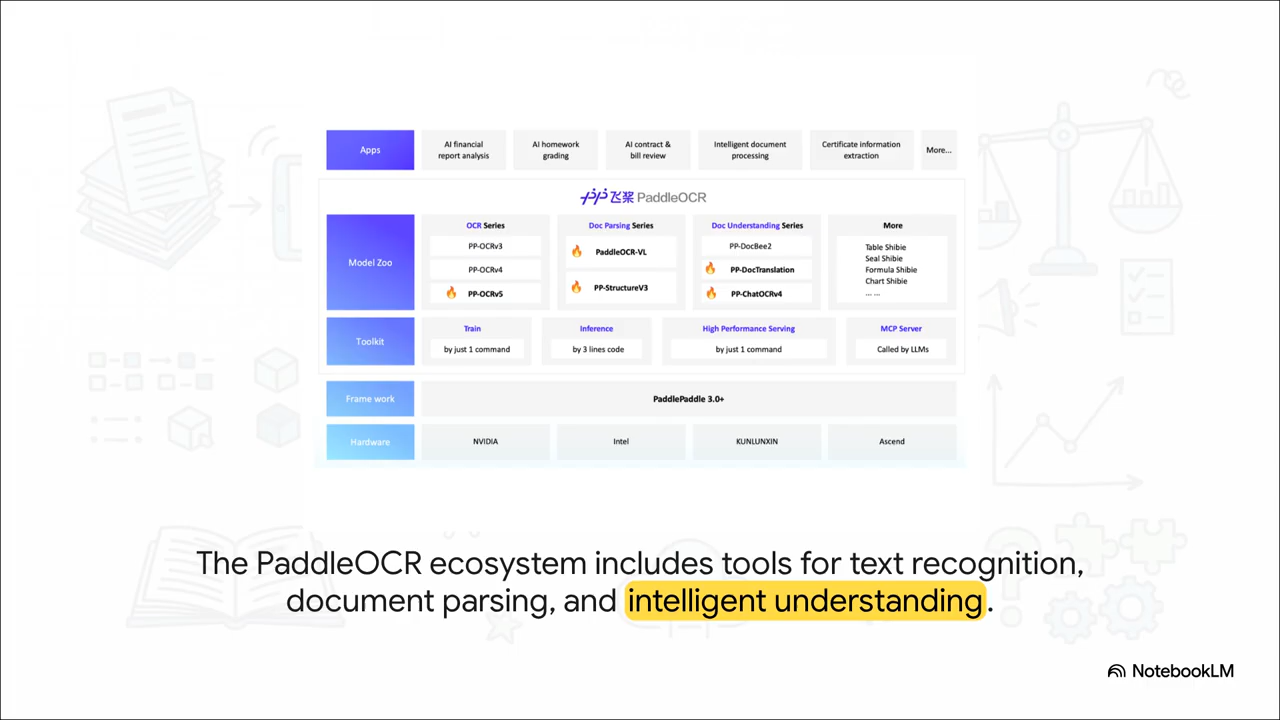 Apps
AI financial
report analysis
AI homework
grading
AI contract &
bill review
Intelligent document
processing
Certificate information
extraction
More...
飞桨 PaddleOCR
Model Zoo
OCR Series
PP-OCRv3
PP-OCRv4
PP-OCRv5
Doc Parsing Series
PaddleOCR-VL
PP-StructureV3
Doc Understanding Series
PP-DocBee2
PP-DocTranslation
PP-ChatOCRv4
More
Table Shibie
Seal Shibie
Formula Shibie
Chart Shibie
... ...
Toolkit
Train
by just 1 command
Inference
by 3 lines code
High Performance Serving
by just 1 command
MCP Server
Called by LLMs
Frame work
PaddlePaddle 3.0+
Hardware
NVIDIA
Intel
KUNLUNXIN
Ascend
The PaddleOCR ecosystem includes tools for text recognition,
document parsing, and intelligent understanding.
NotebookLM